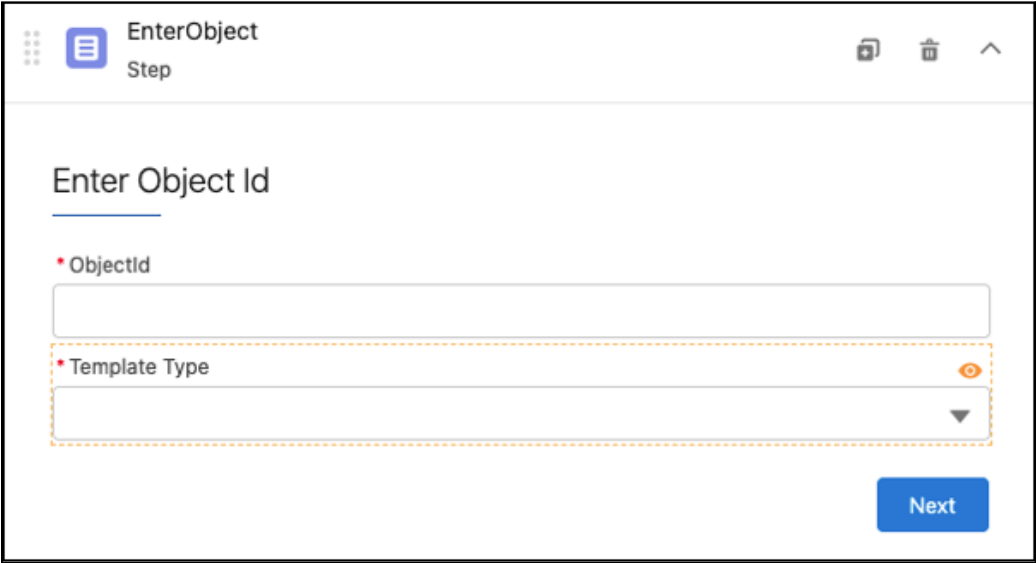 EnterObject
Step
Enter Object Id
* ObjectId
* Template Type
Next